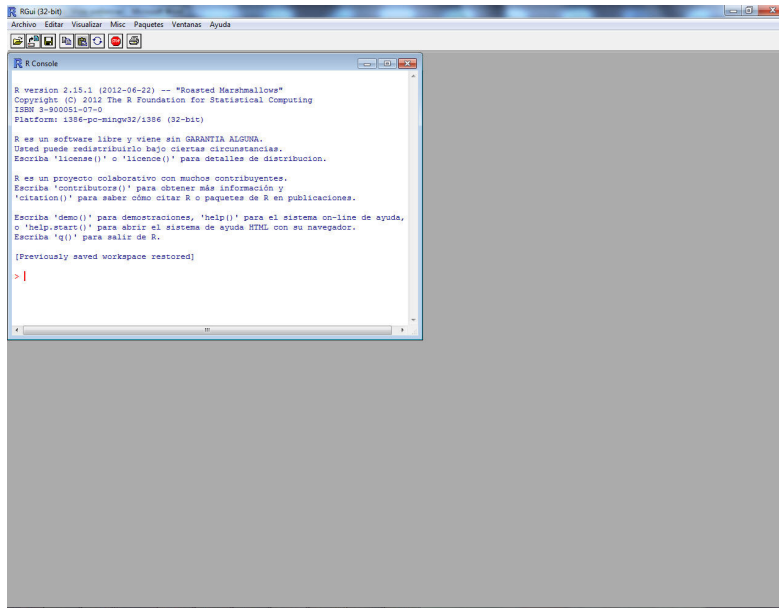 RGui (32-bit)
Archivo Editar Visualizar Misc Paquetes Ventanas Ayuda
STOP
R Console
R version 2.15.1 (2012-06-22) -- "Roasted Marshmallows"
Copyright (C) 2012 The R Foundation for Statistical Computing
ISBN 3-900051-07-0
Platform: i386-pc-mingw32/i386 (32-bit)
R es un software libre y viene sin GARANTIA ALGUNA.
Usted puede redistribuirlo bajo ciertas circunstancias.
Escriba 'license()' o 'licence()' para detalles de distribucion.
R es un proyecto colaborativo con muchos contribuyentes.
Escriba 'contributors()' para obtener más información y
'citation()' para saber cómo citar R o paquetes de R en publicaciones.
Escriba 'demo()' para demostraciones, 'help()' para el sistema on-line de ayuda,
o 'help.start()' para abrir el sistema de ayuda HTML con su navegador.
Escriba 'q()' para salir de R.
[Previously saved workspace restored]
>